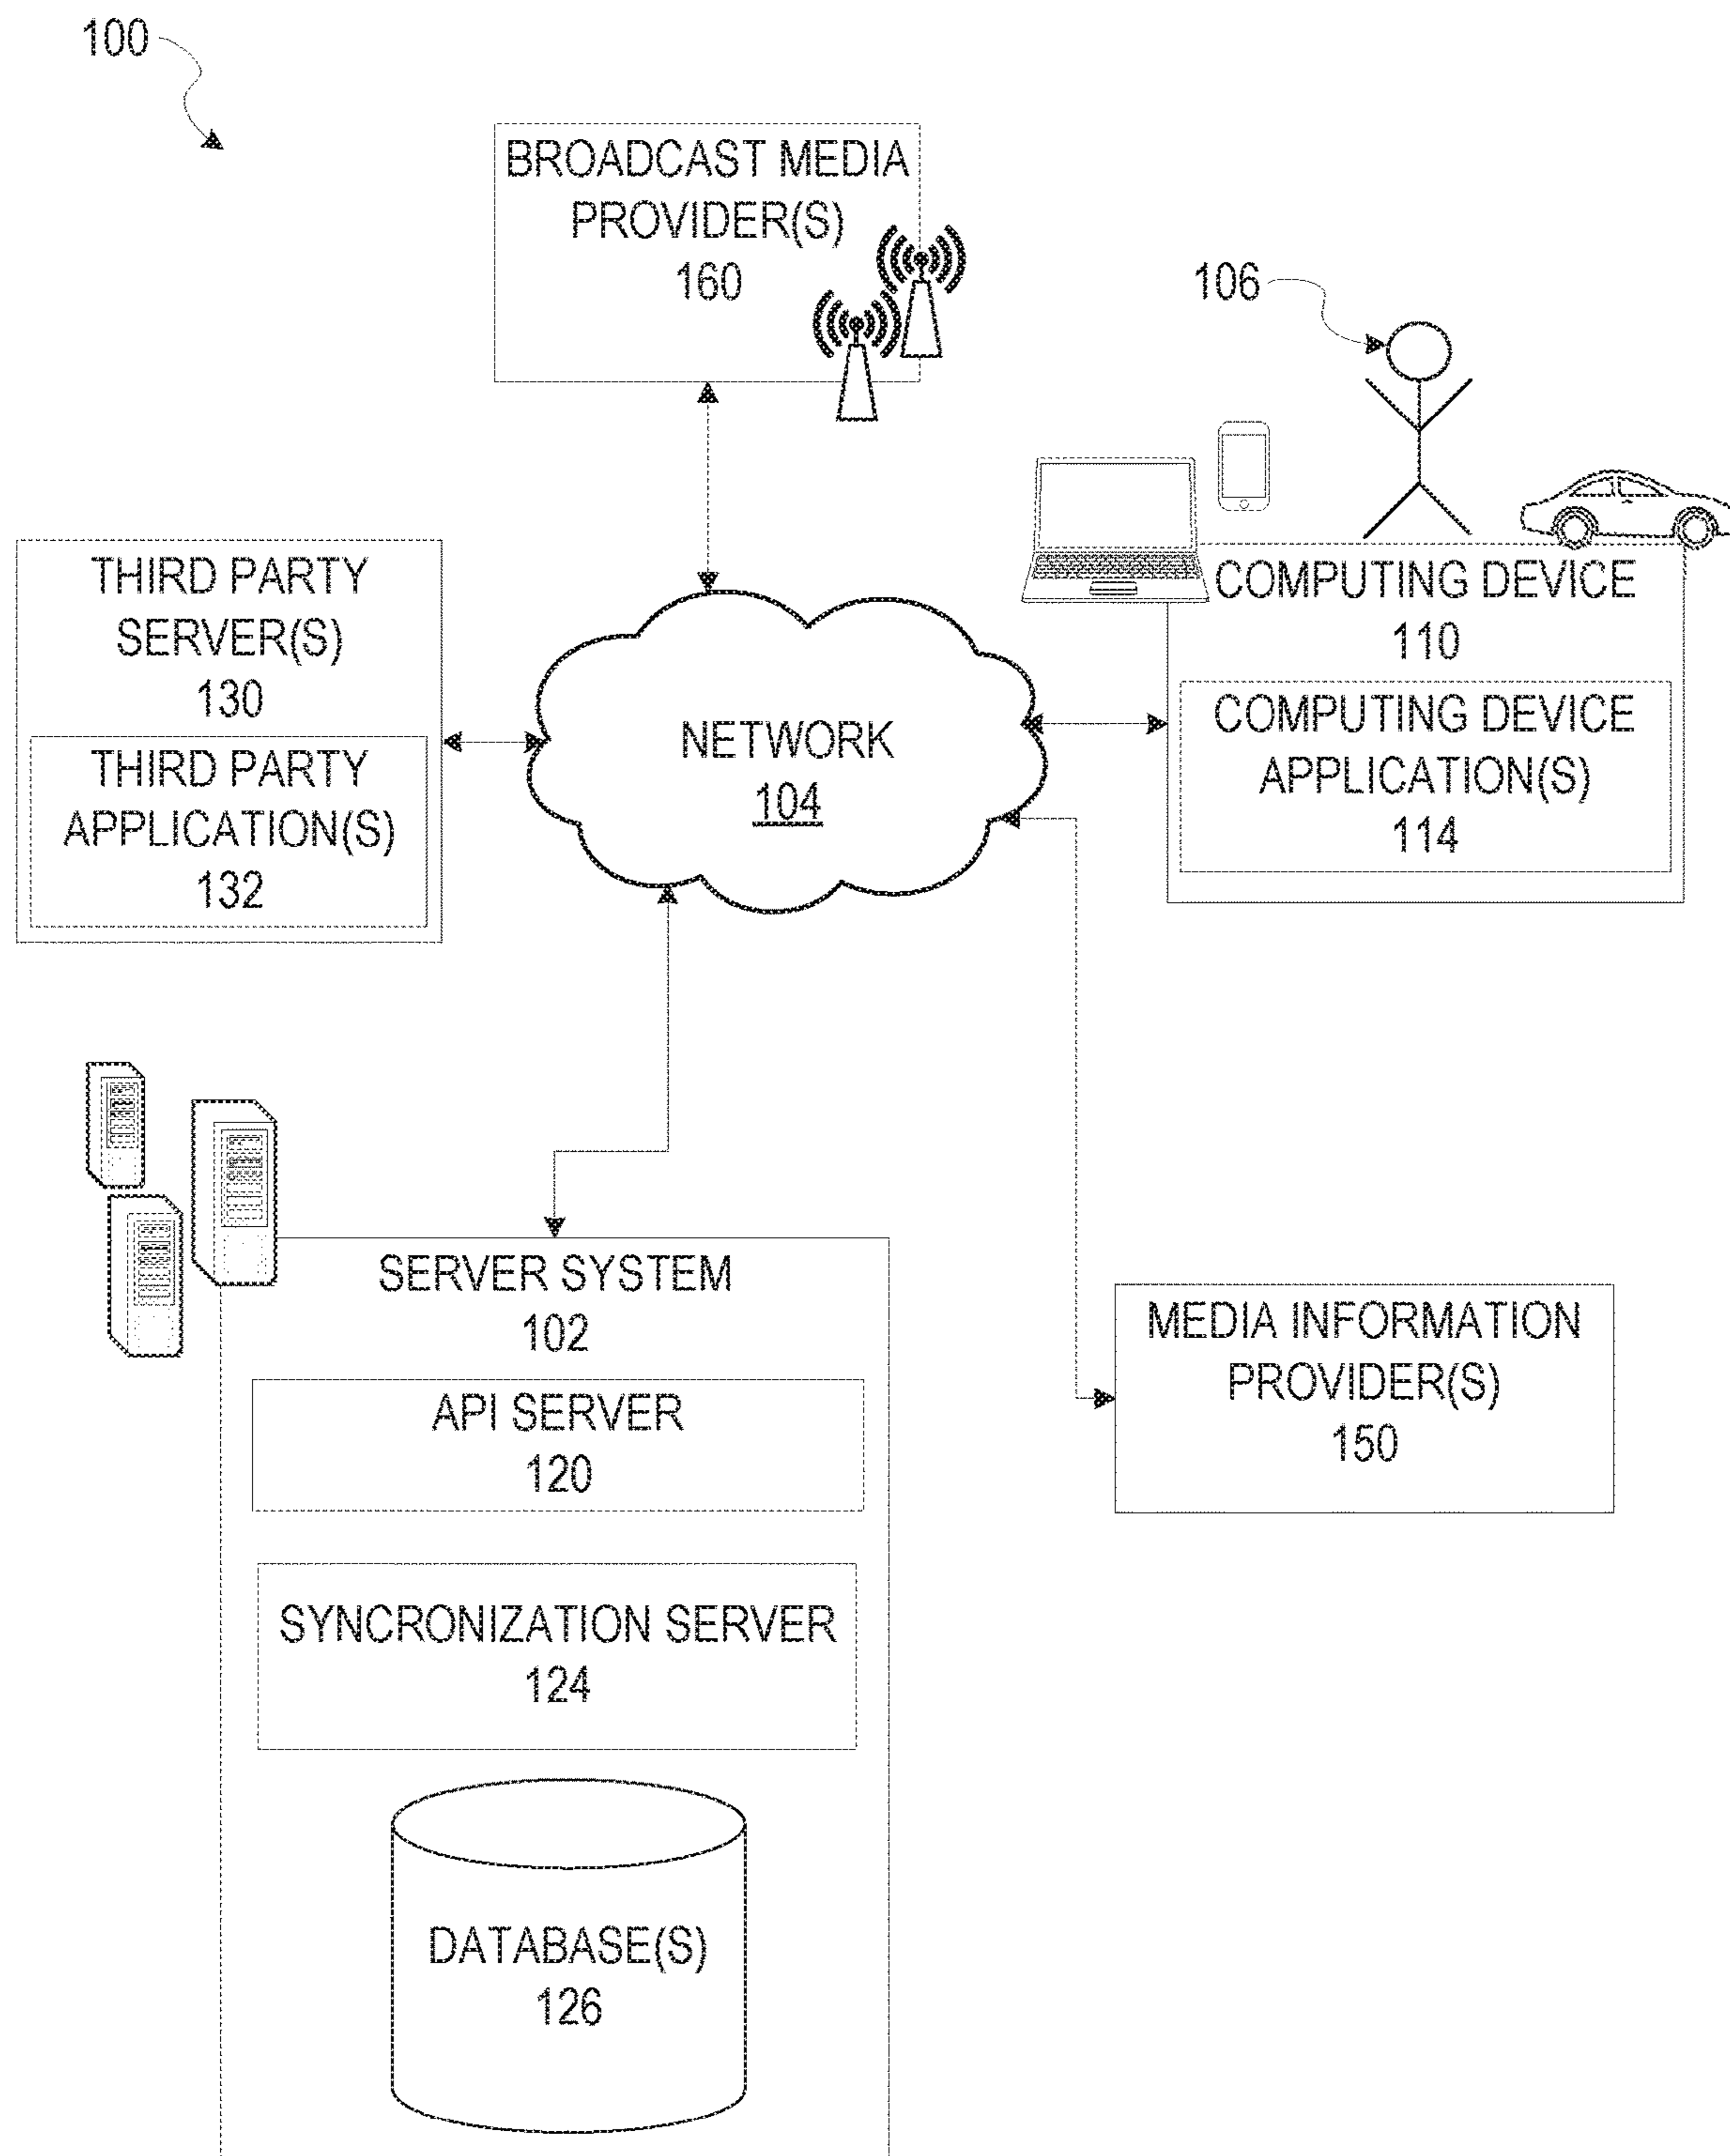 100
BROADCAST MEDIA
PROVIDER(S)
160
106
THIRD PARTY
SERVER(S)
130
THIRD PARTY
APPLICATION(S)
132
NETWORK
104
COMPUTING DEVICE
110
COMPUTING DEVICE
APPLICATION(S)
114
SERVER SYSTEM
102
API SERVER
120
SYNCRONIZATION SERVER
124
DATABASE(S)
126
MEDIA INFORMATION
PROVIDER(S)
150